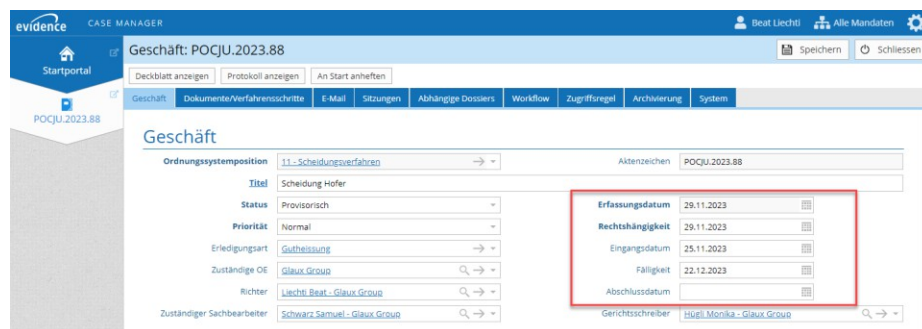 evidence CASE MANAGER Beat Liechti Alle Mandaten
Startportal
POCJU.2023.88
Geschäft: POCJU.2023.88 Speichern Schliessen
Deckblatt anzeigen Protokoll anzeigen An Start anheften
Geschäft Dokumente/Verfahrensschritte E-Mail Sitzungen Abhängige Dossiers Workflow Zugriffsregel Archivierung System
Geschäft
Ordnungssystemposition 11 - Scheidungsverfahren Aktenzeichen POCJU.2023.88
Titel Scheidung Hofer
Status Provisorisch Erfassungsdatum 29.11.2023
Priorität Normal Rechtshängigkeit 29.11.2023
Erledigungsart Gutheissung Eingangsdatum 25.11.2023
Zuständige OE Glaux Group Fälligkeit 22.12.2023
Richter Liechti Beat - Glaux Group Abschlussdatum
Zuständiger Sachbearbeiter Schwarz Samuel - Glaux Group Gerichtsschreiber Hügli Monika - Glaux Group